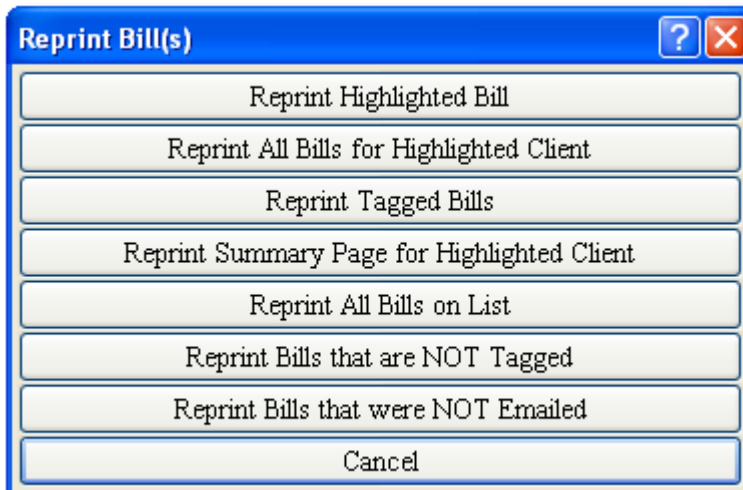 Reprint Bill(s)
?
Reprint Highlighted Bill
Reprint All Bills for Highlighted Client
Reprint Tagged Bills
Reprint Summary Page for Highlighted Client
Reprint All Bills on List
Reprint Bills that are NOT Tagged
Reprint Bills that were NOT Emailed
Cancel